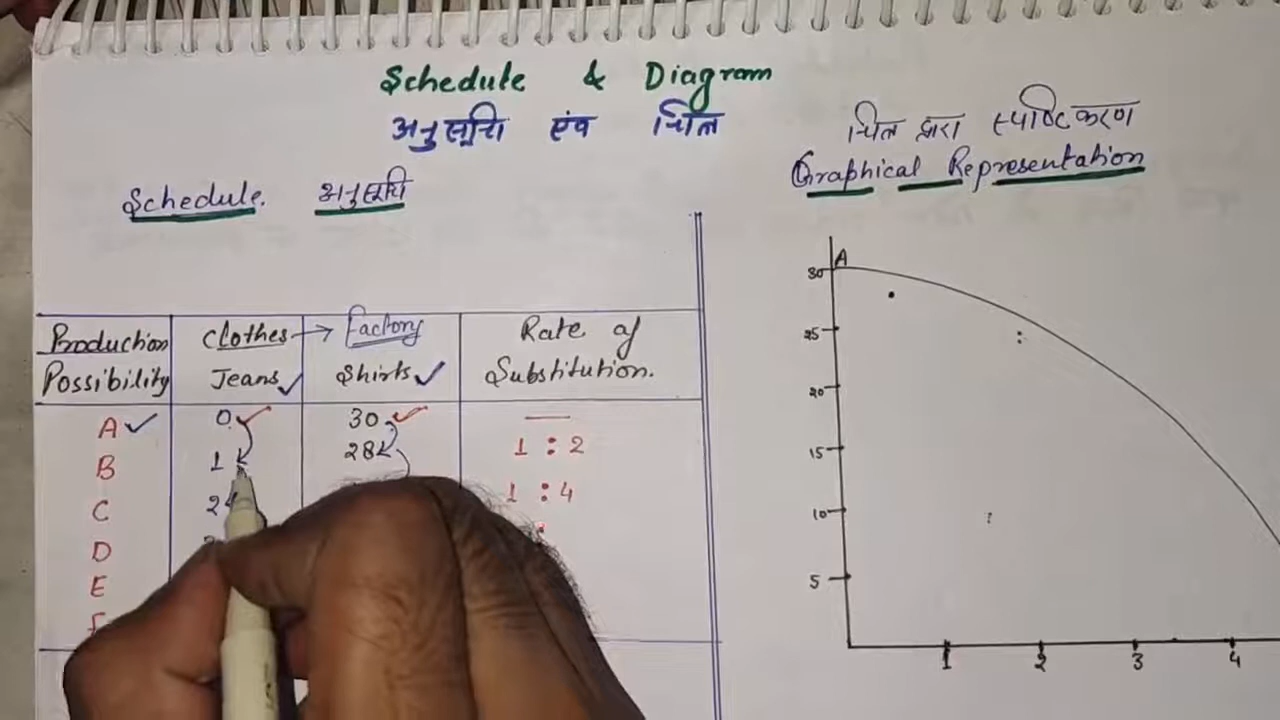 Schedule & Diagram
अनुसूचि एंव चित्र
चित्र द्वारा स्पष्टिकरण
Graphical Representation
Schedule. अनुसूचि
Production Possibility
Clothes → Factory
Jeans ✓ Shirts ✓
Rate of Substitution.
A ✓ 0 ✓ 30 ✓ —
B 1 28 1 : 2
C 2 1 : 4
D
E
A
30
25
20
15
10
5
1 2 3 4